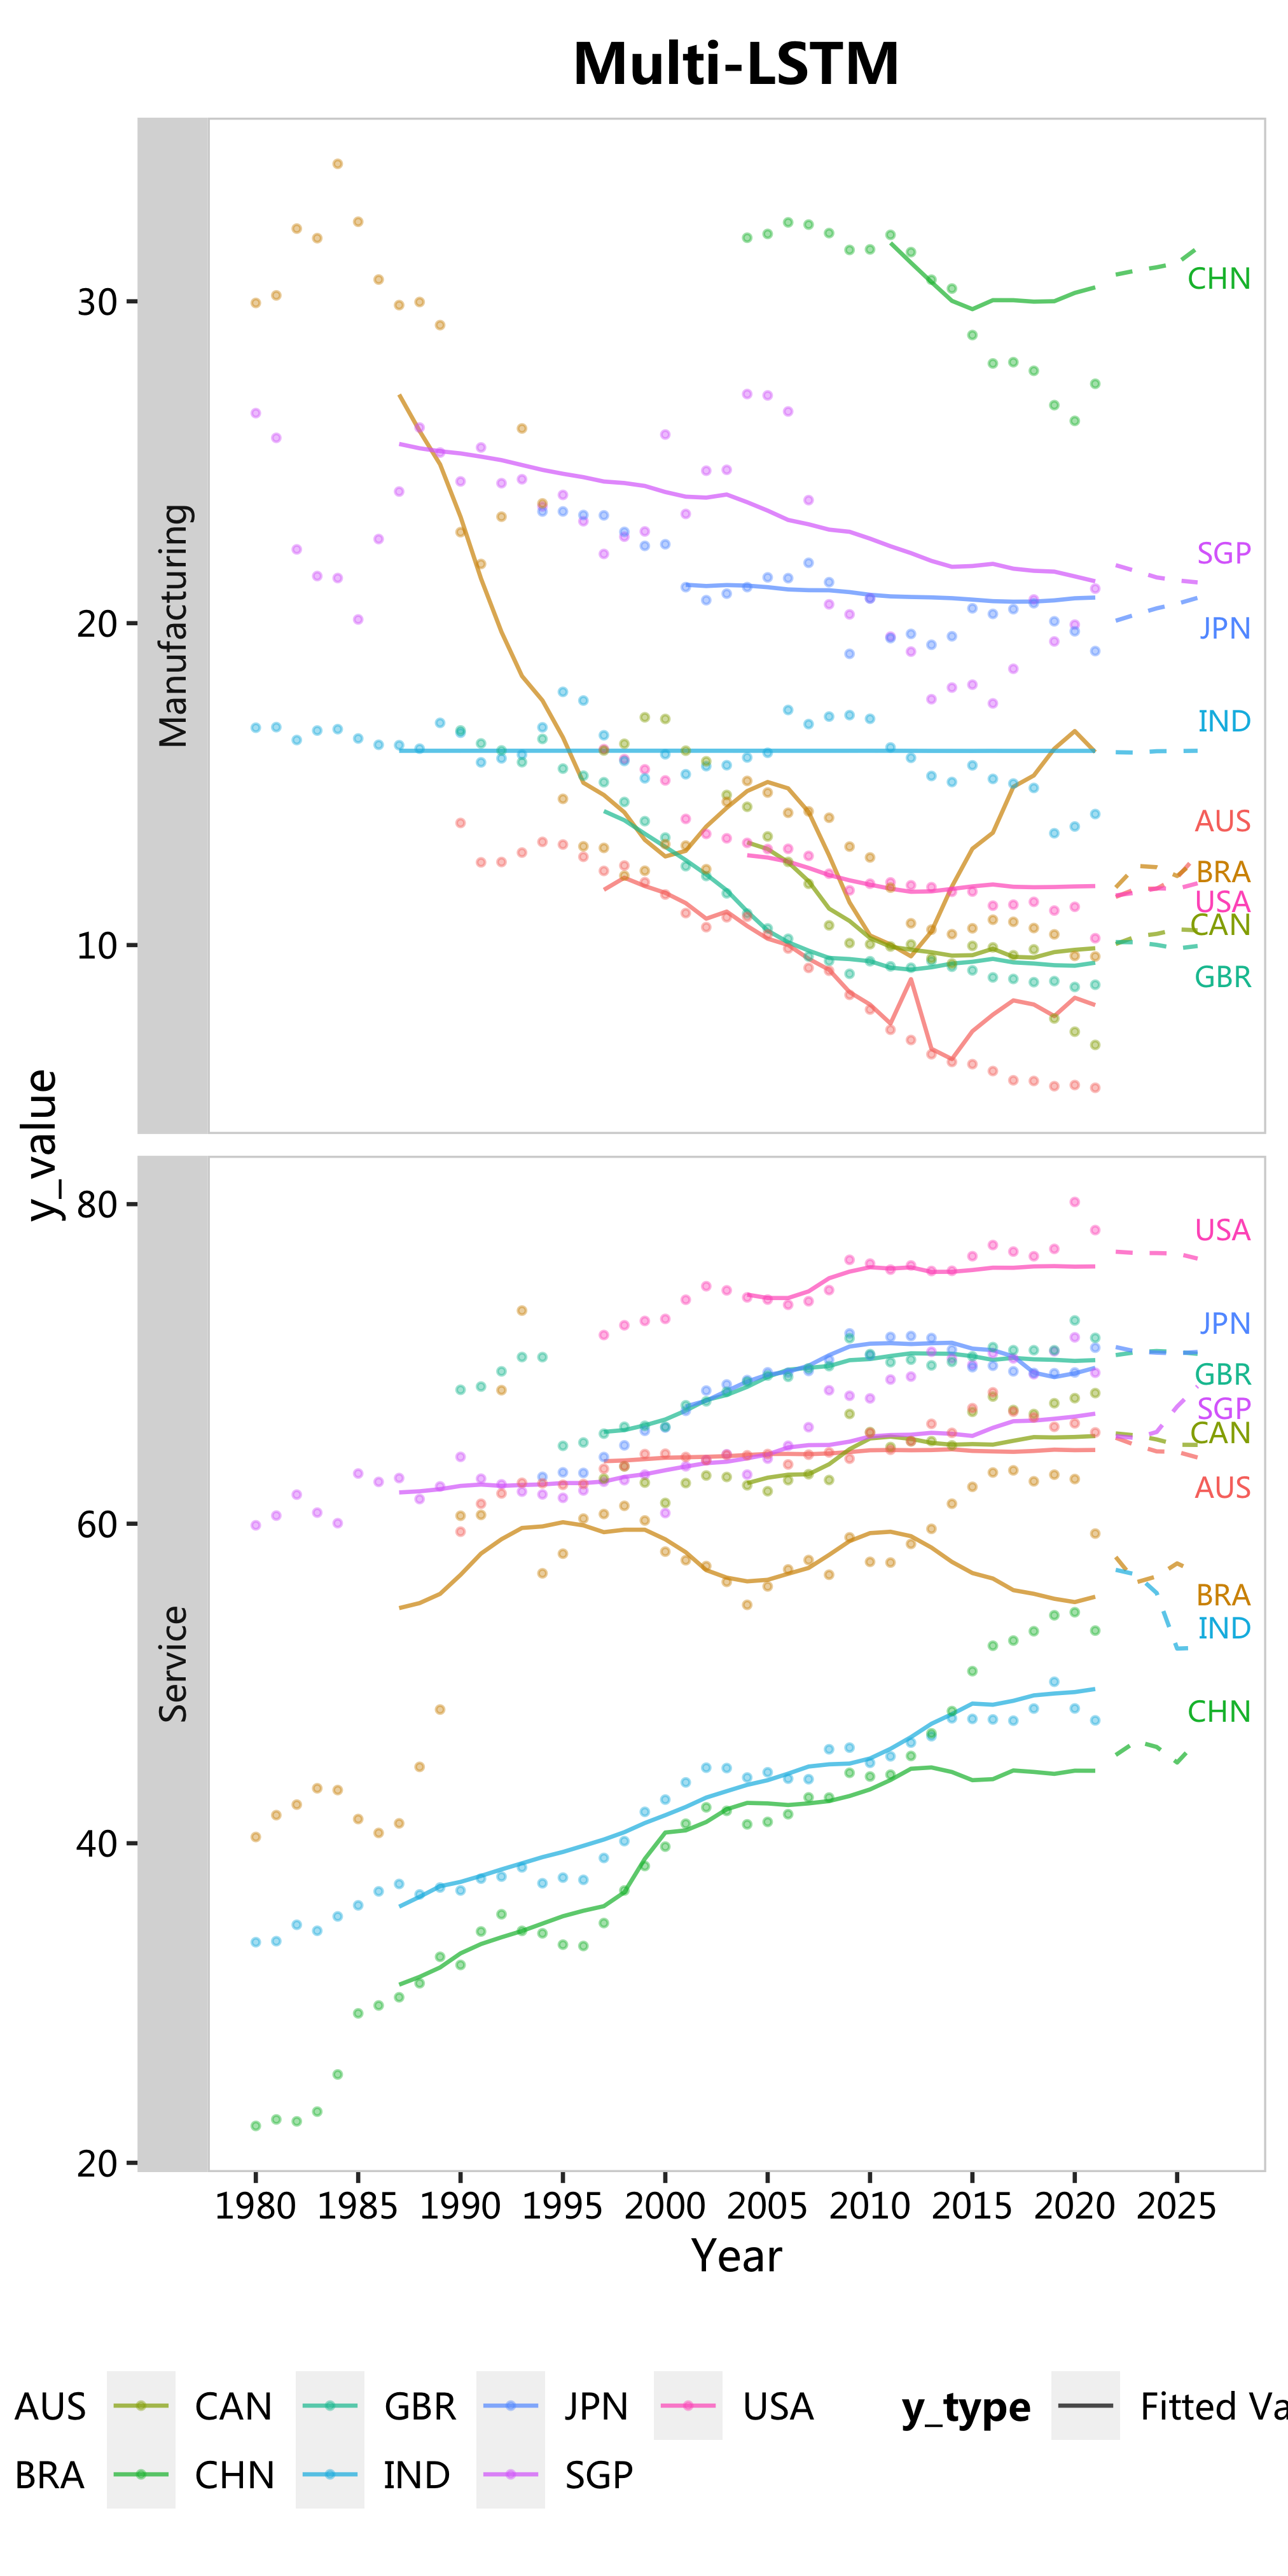 Multi-LSTM
y_value
Manufacturing
30
20
10
CHN
SGP
JPN
IND
AUS
BRA
USA
CAN
GBR
Service
80
60
40
20
USA
JPN
GBR
SGP
CAN
AUS
BRA
IND
CHN
1980 1985 1990 1995 2000 2005 2010 2015 2020 2025
Year
AUS CAN GBR JPN USA y_type Fitted Va
BRA CHN IND SGP